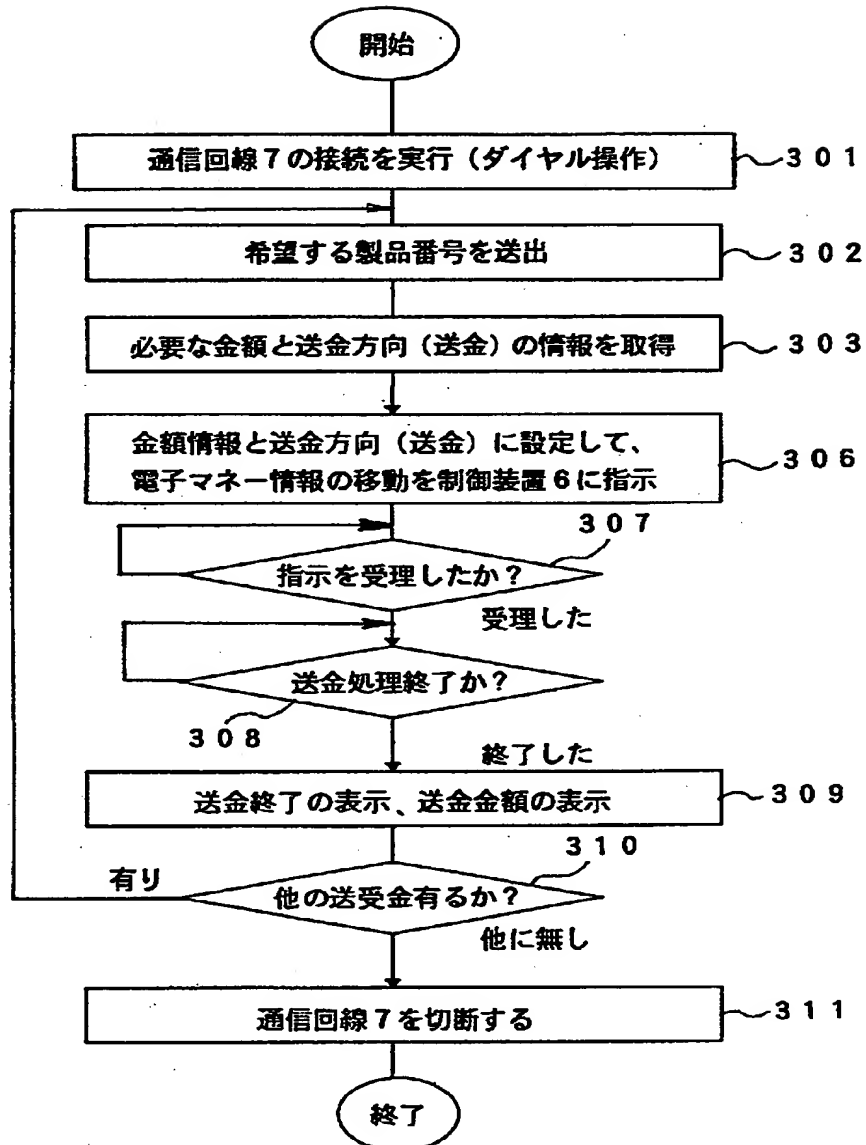 開始
通信回線7の接続を実行(ダイヤル操作)
301
希望する製品番号を送出
302
必要な金額と送金方向(送金)の情報を取得
303
金額情報と送金方向(送金)に設定して、
電子マネー情報の移動を制御装置6に指示
306
307
指示を受理したか?
受理した
送金処理終了か?
308
終了した
送金終了の表示、送金金額の表示
309
310
有り
他の送受金有るか?
他に無し
通信回線7を切断する
311
終了